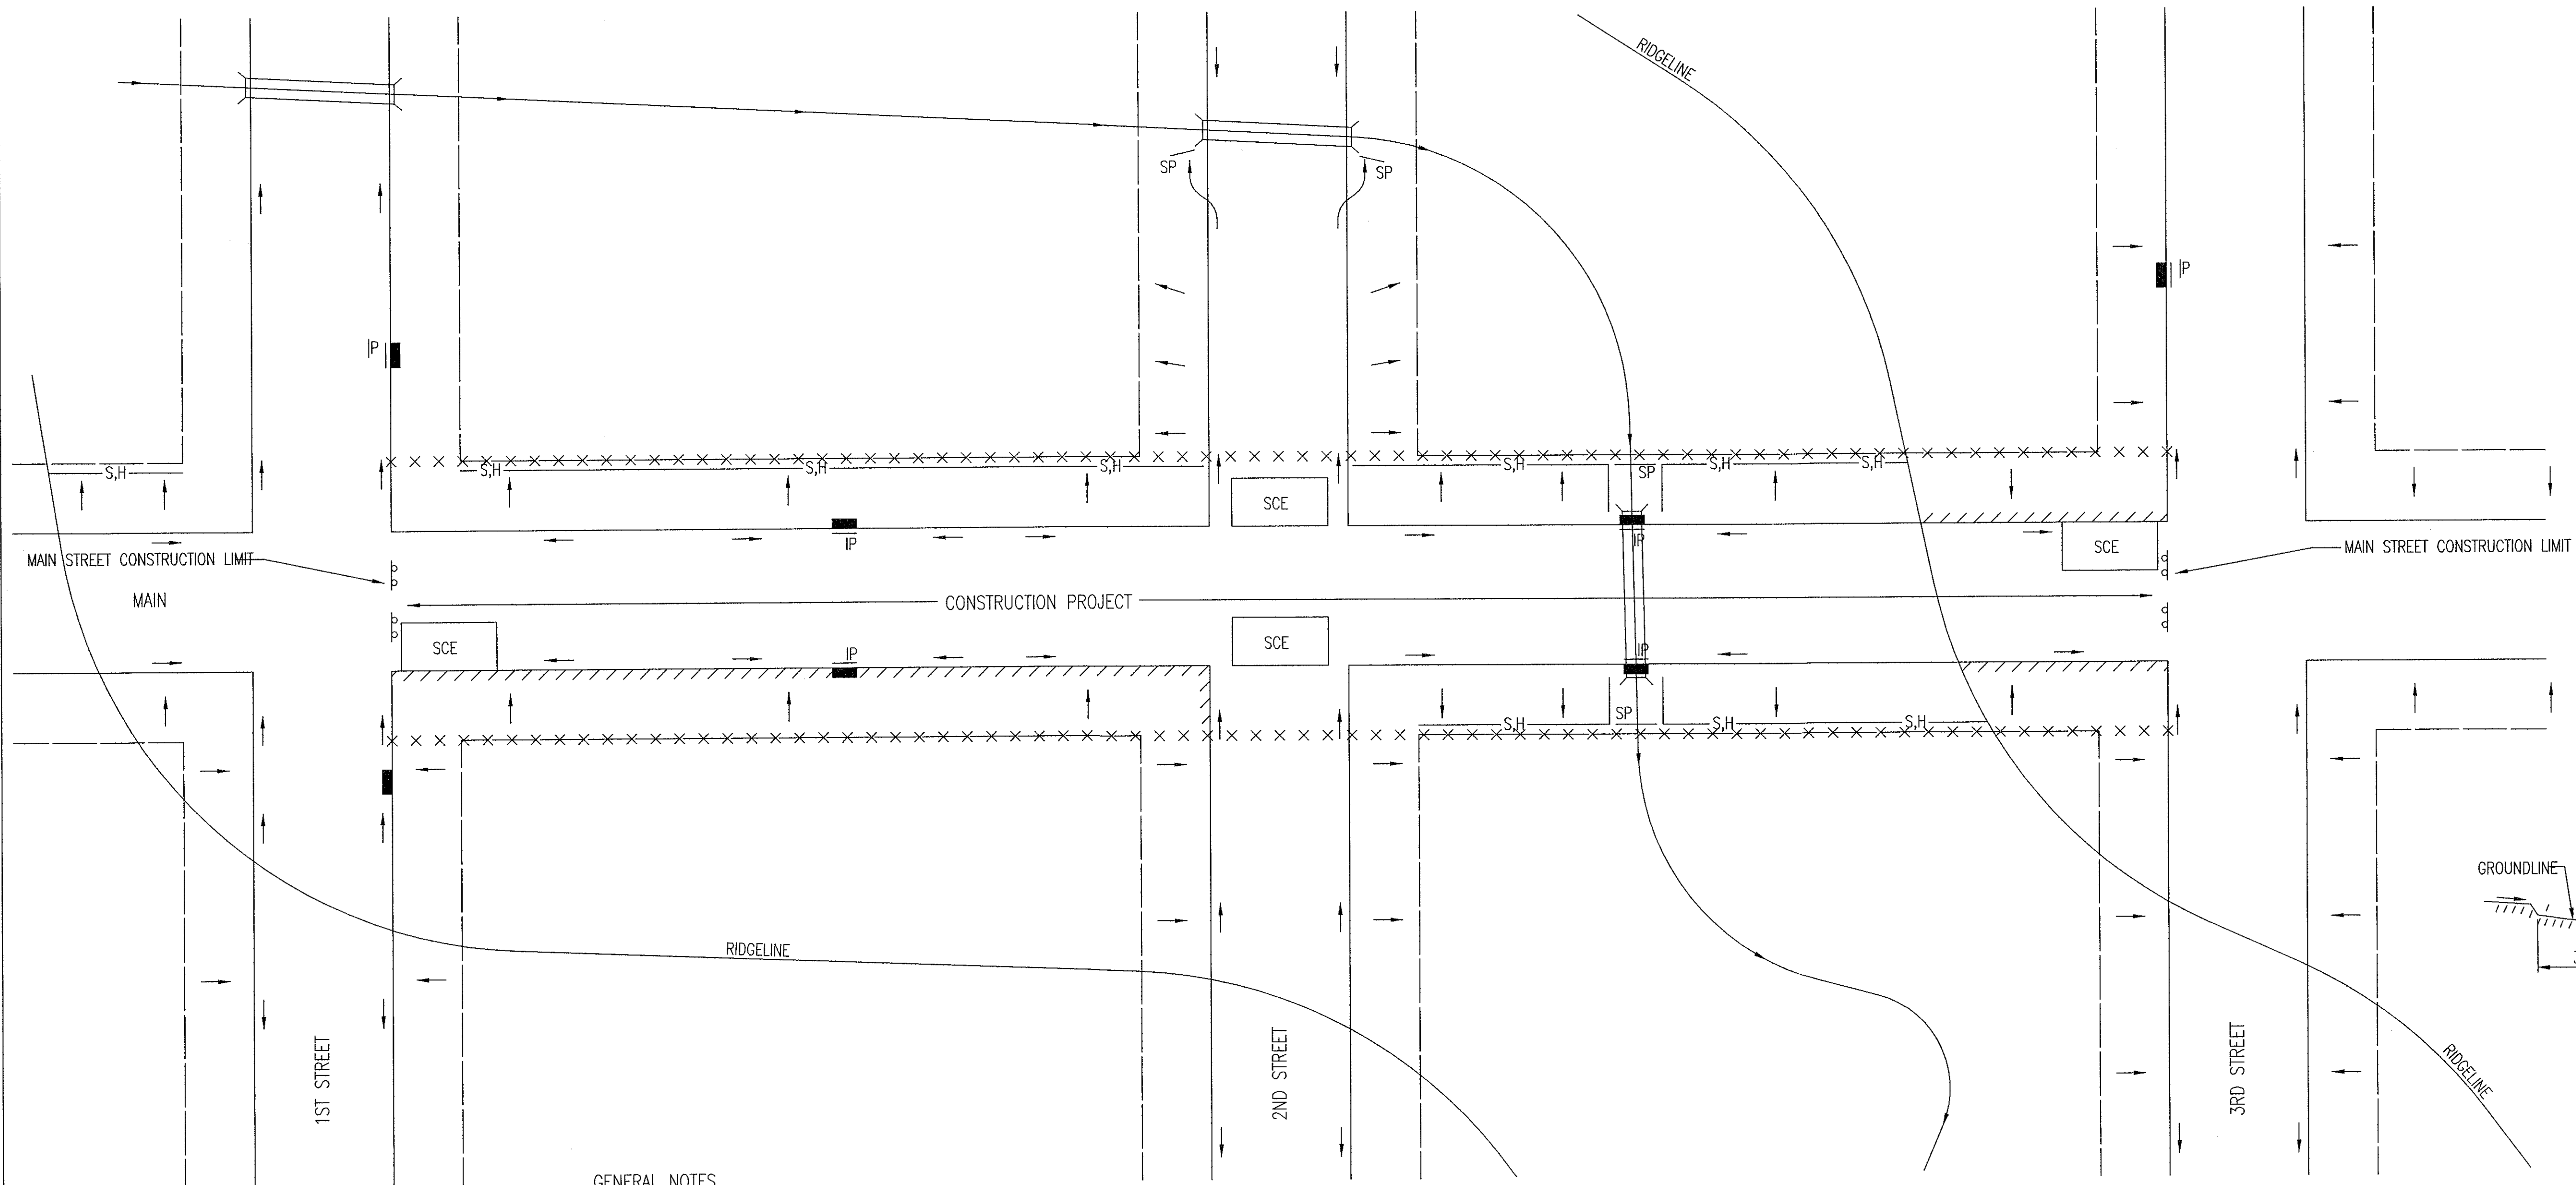 RIDGELINE
SP
SP
IP
IP
S,H
S,H
S,H
S,H
S,H
SP
S,H
S,H
SCE
IP
IP
SCE
MAIN STREET CONSTRUCTION LIMIT
MAIN STREET CONSTRUCTION LIMIT
MAIN
CONSTRUCTION PROJECT
SCE
IP
SCE
IP
S,H
SP
S,H
S,H
GROUNDLINE
RIDGELINE
1ST STREET
2ND STREET
3RD STREET
RIDGELINE
GENERAL NOTES